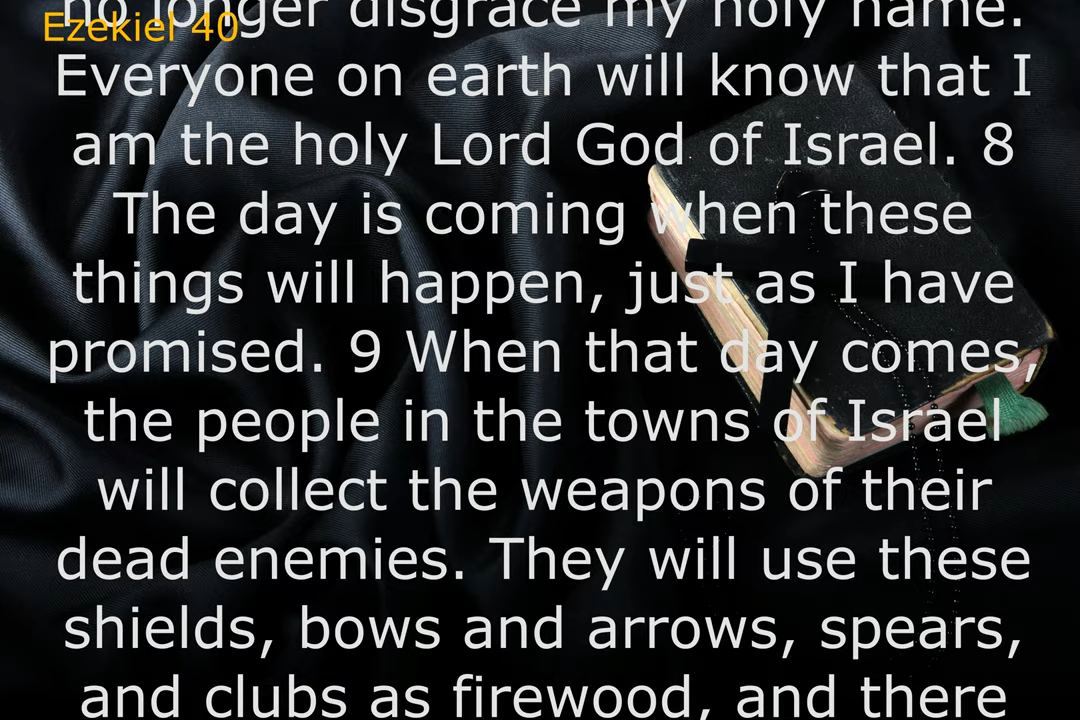 no longer disgrace my holy name.
Ezekiel 40
Everyone on earth will know that I
am the holy Lord God of Israel. 8
The day is coming when these
things will happen, just as I have
promised. 9 When that day comes,
the people in the towns of Israel
will collect the weapons of their
dead enemies. They will use these
shields, bows and arrows, spears,
and clubs as firewood, and there